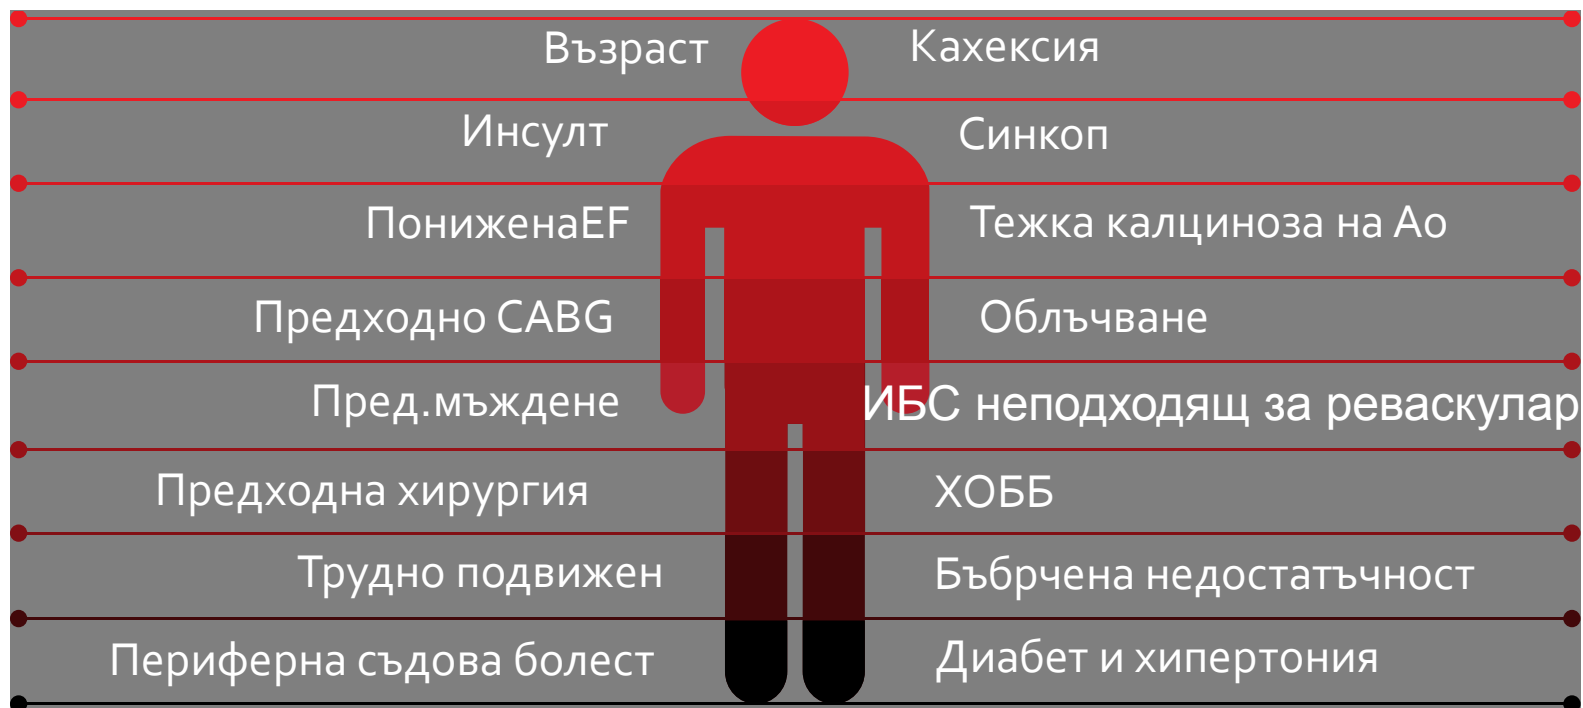 Възраст
Кахексия
Инсулт
Синкоп
ПониженаEF
Тежка калциноза на Ао
Предходно CABG
Облъчване
Пред.мъждене
ИБС неподходящ за реваскулар
Предходна хирургия
ХОББ
Трудно подвижен
Бъбречна недостатъчност
Периферна съдова болест
Диабет и хипертония